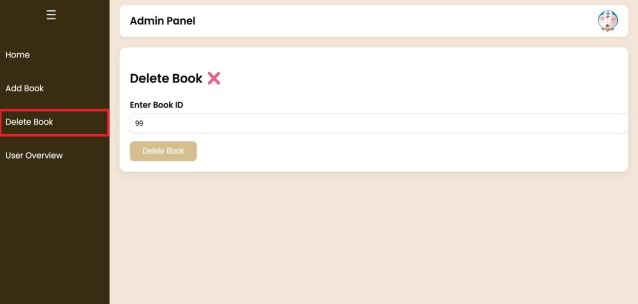 Admin Panel
Home
Add Book
Delete Book
User Overview
Delete Book ❌
Enter Book ID
99
Delete Book